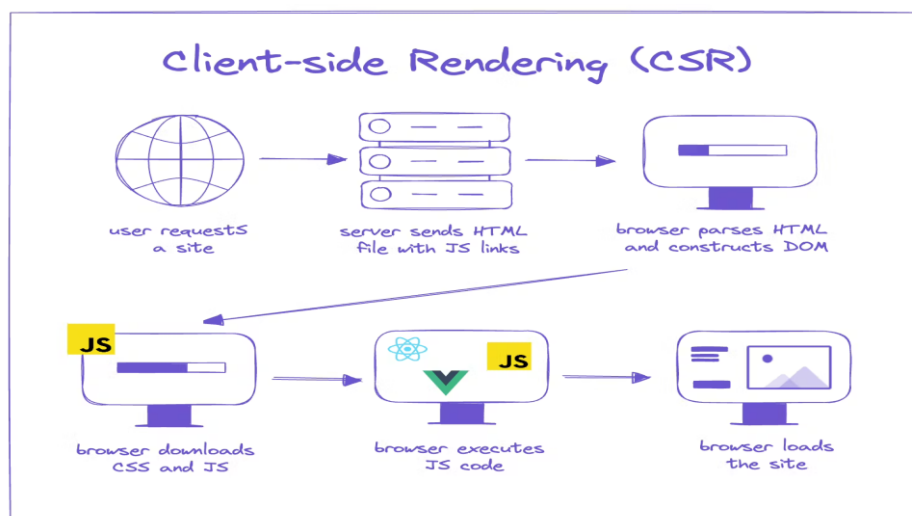 Client-side Rendering (CSR)
user requests
a site
server sends HTML
file with JS links
browser parses HTML
and constructs DOM
JS
browser downloads
CSS and JS
JS
browser executes
JS code
browser loads
the site